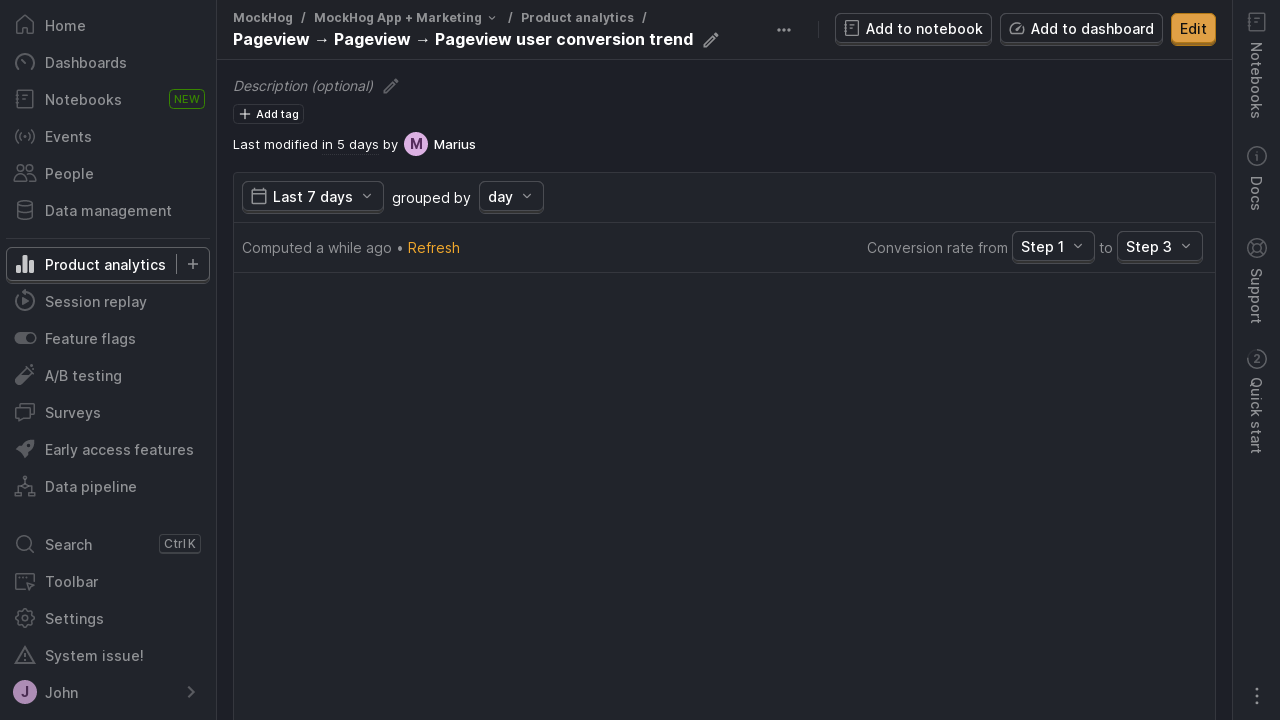 Home
Dashboards
Notebooks NEW
Events
People
Data management
Product analytics
Session replay
Feature flags
A/B testing
Surveys
Early access features
Data pipeline
Search Ctrl K
Toolbar
Settings
System issue!
J John
MockHog / MockHog App + Marketing / Product analytics /
Pageview → Pageview → Pageview user conversion trend
Add to notebook Add to dashboard Edit
Description (optional)
Add tag
Last modified in 5 days by M Marius
Last 7 days grouped by day
Computed a while ago • Refresh
Conversion rate from Step 1 to Step 3
Notebooks
Docs
Support
2 Quick start